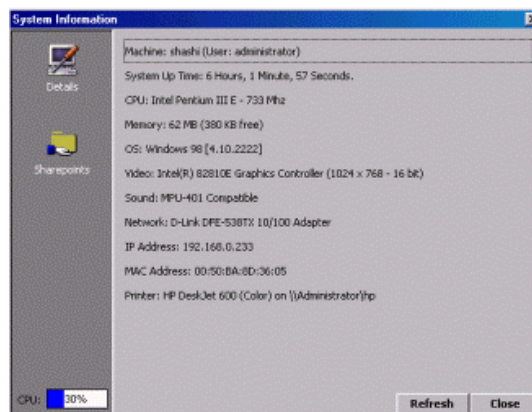 System Information
Details
Sharepoints
Machine: shashi (User: administrator)
System Up Time: 6 Hours, 1 Minute, 57 Seconds.
CPU: Intel Pentium III E - 733 Mhz
Memory: 62 MB (380 KB free)
OS: Windows 98 [4.10.2222]
Video: Intel(R) 82810E Graphics Controller (1024 x 768 - 16 bit)
Sound: MPU-401 Compatible
Network: D-Link DFE-538TX 10/100 Adapter
IP Address: 192.168.0.233
MAC Address: 00:50:BA:8D:36:05
Printer: HP DeskJet 600 (Color) on \\Administrator\hp
CPU: 30%
Refresh Close